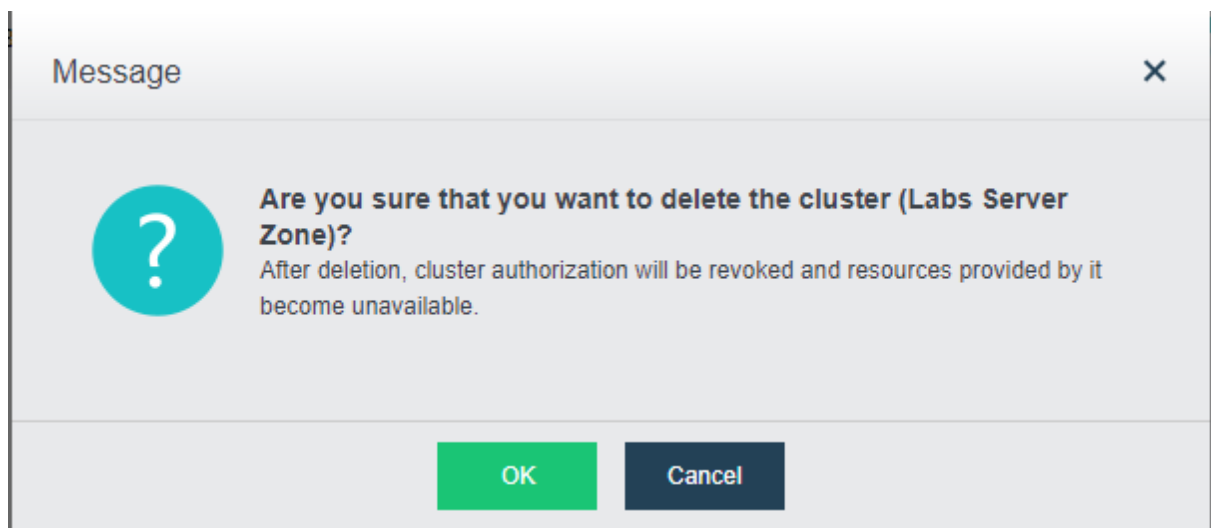 Message
Are you sure that you want to delete the cluster (Labs Server
Zone)?
After deletion, cluster authorization will be revoked and resources provided by it
become unavailable.
OK
Cancel